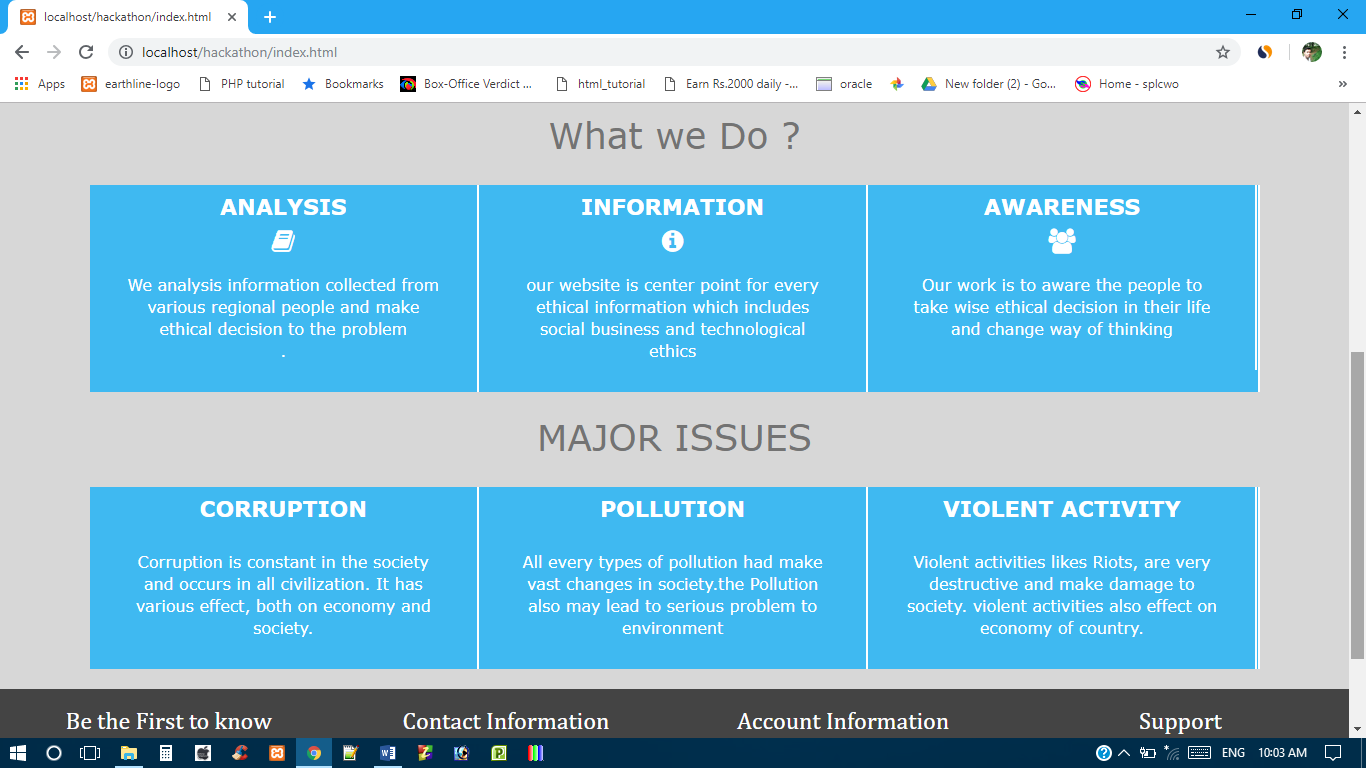 localhost/hackathon/index.html
localhost/hackathon/index.html
Apps earthline-logo PHP tutorial Bookmarks Box-Office Verdict ... html_tutorial Earn Rs.2000 daily -... oracle New folder (2) - Go... Home - splcwo »
What we Do ?
ANALYSIS
We analysis information collected from
various regional people and make
ethical decision to the problem
.
INFORMATION
our website is center point for every
ethical information which includes
social business and technological
ethics
AWARENESS
Our work is to aware the people to
take wise ethical decision in their life
and change way of thinking
MAJOR ISSUES
CORRUPTION
Corruption is constant in the society
and occurs in all civilization. It has
various effect, both on economy and
society.
POLLUTION
All every types of pollution had make
vast changes in society.the Pollution
also may lead to serious problem to
environment
VIOLENT ACTIVITY
Violent activities likes Riots, are very
destructive and make damage to
society. violent activities also effect on
economy of country.
Be the First to know Contact Information Account Information Support
ENG 10:03 AM